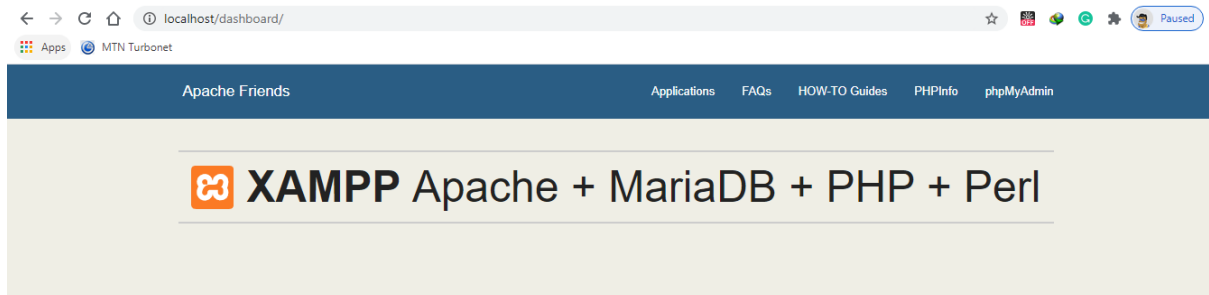 localhost/dashboard/
Paused
Apps MTN Turbonet
Apache Friends Applications FAQs HOW-TO Guides PHPInfo phpMyAdmin
XAMPP Apache + MariaDB + PHP + Perl